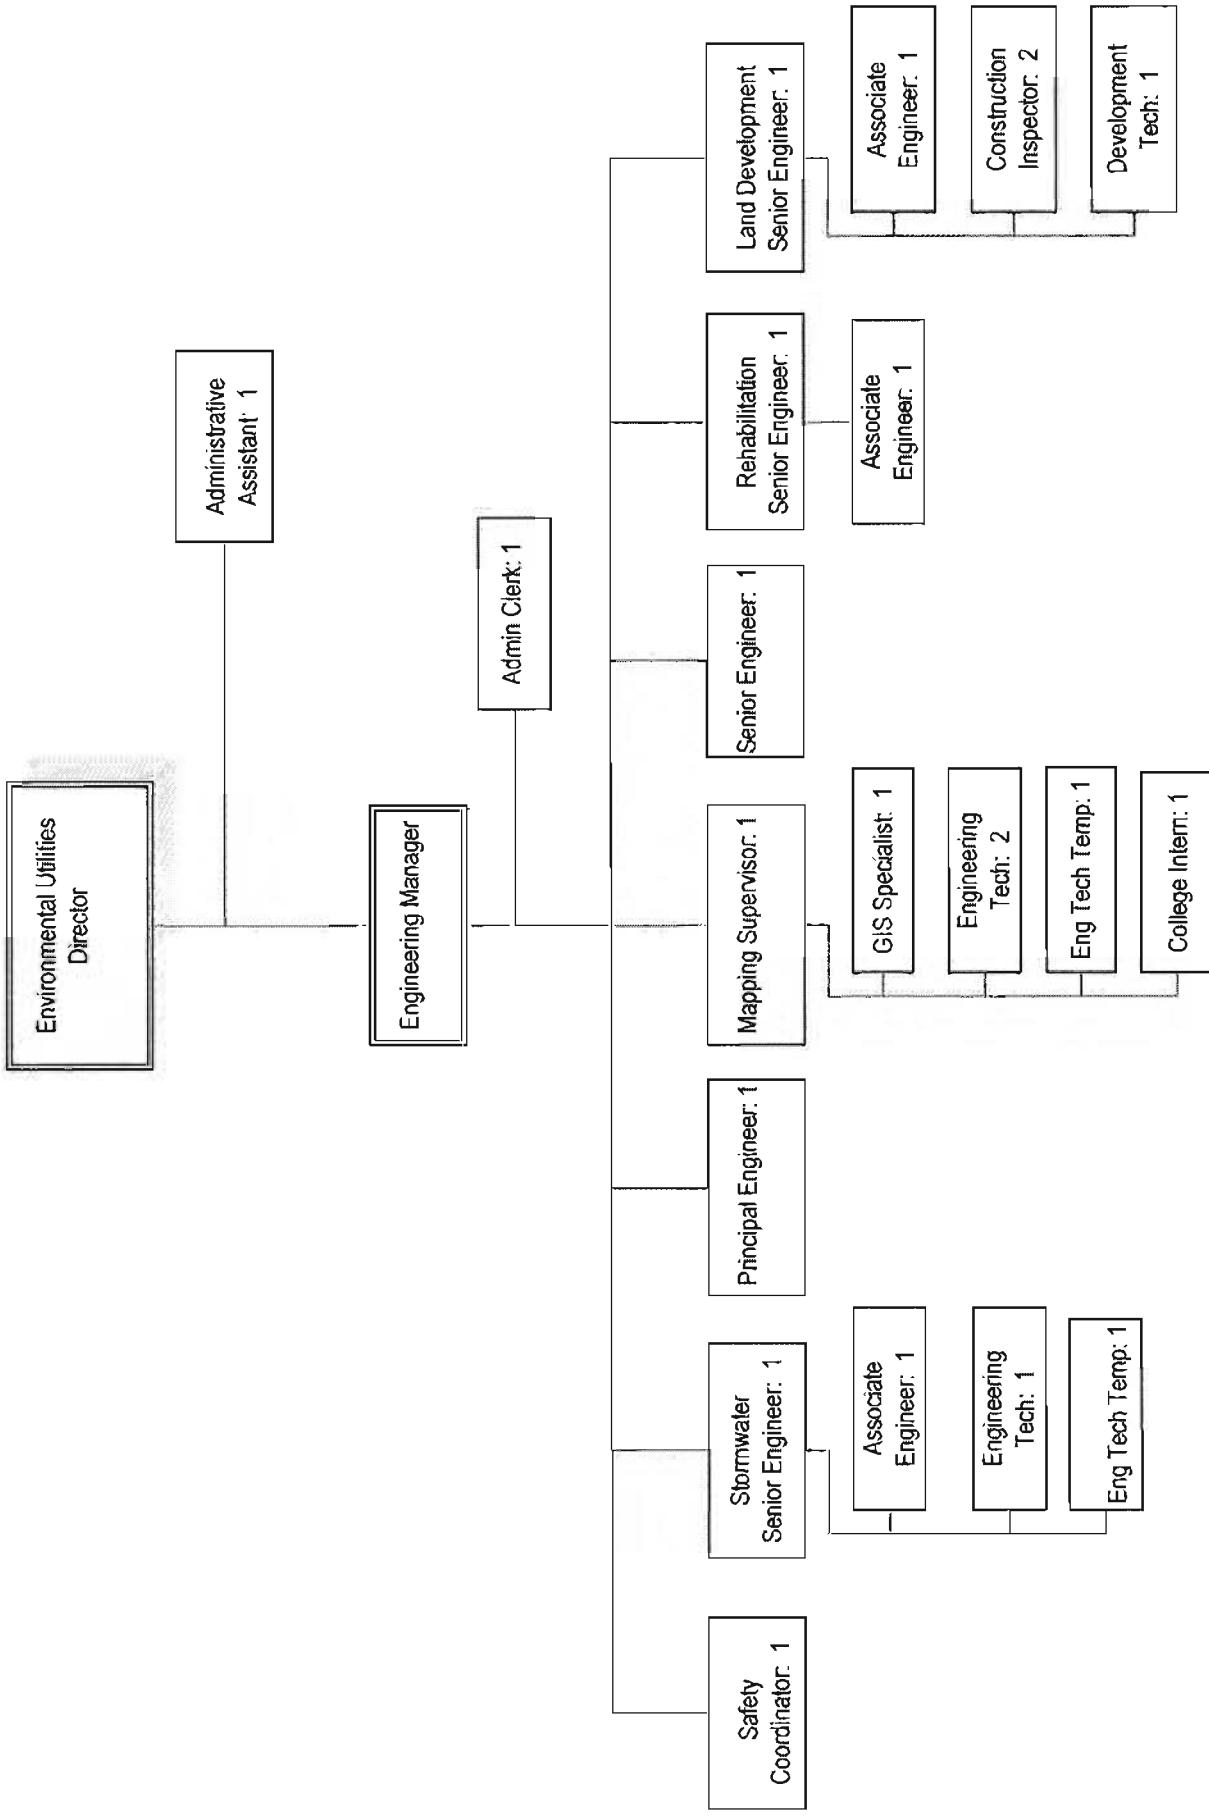 Environmental Utilities
Director
Administrative
Assistant: 1
Engineering Manager
Admin Clerk: 1
Safety
Coordinator: 1
Stormwater
Senior Engineer: 1
Principal Engineer: 1
Mapping Supervisor: 1
Senior Engineer: 1
Rehabilitation
Senior Engineer: 1
Land Development
Senior Engineer: 1
Associate
Engineer: 1
Engineering
Tech: 1
Eng Tech Temp: 1
GIS Specialist: 1
Engineering
Tech: 2
Eng Tech Temp: 1
College Intern: 1
Associate
Engineer: 1
Associate
Engineer: 1
Construction
Inspector: 2
Development
Tech: 1